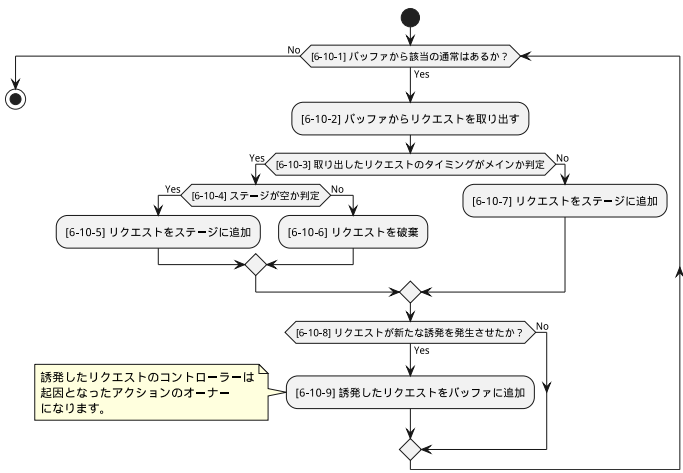 No
[6-10-1] バッファから該当の通常はあるか？
Yes
[6-10-2] バッファからリクエストを取り出す
Yes
[6-10-3] 取り出したリクエストのタイミングがメインか判定
No
Yes
[6-10-4] ステージが空か判定
No
[6-10-7] リクエストをステージに追加
[6-10-5] リクエストをステージに追加
[6-10-6] リクエストを破棄
[6-10-8] リクエストが新たな誘発を発生させたか？
No
Yes
誘発したリクエストのコントローラーは
起因となったアクションのオーナー
になります。
[6-10-9] 誘発したリクエストをバッファに追加